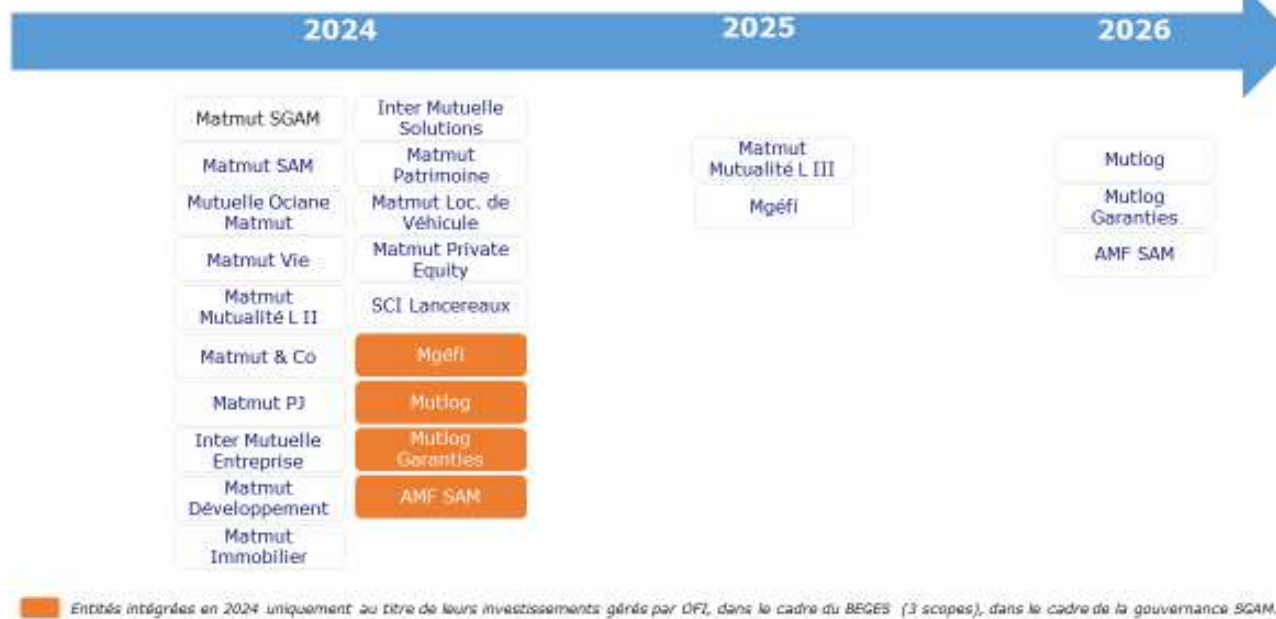 2024
2025
2026
Matmut SGAM
Matmut SAM
Mutuelle Ociane
Matmut
Matmut Vie
Matmut
Mutualité L II
Matmut & Co
Matmut PJ
Inter Mutuelle
Entreprise
Matmut
Développement
Matmut
Immobilier
Inter Mutuelle
Solutions
Matmut
Patrimoine
Matmut Loc. de
Véhicule
Matmut Private
Equity
SCI Lancereaux
Mgéfi
Mutlog
Mutlog
Garanties
AMF SAM
Matmut
Mutualité L III
Mgéfi
Mutlog
Mutlog
Garanties
AMF SAM
Entités intégrées en 2024 uniquement au titre de leurs investissements gérés par OFI, dans le cadre du BEGES (3 scopes), dans le cadre de la gouvernance SGAM.